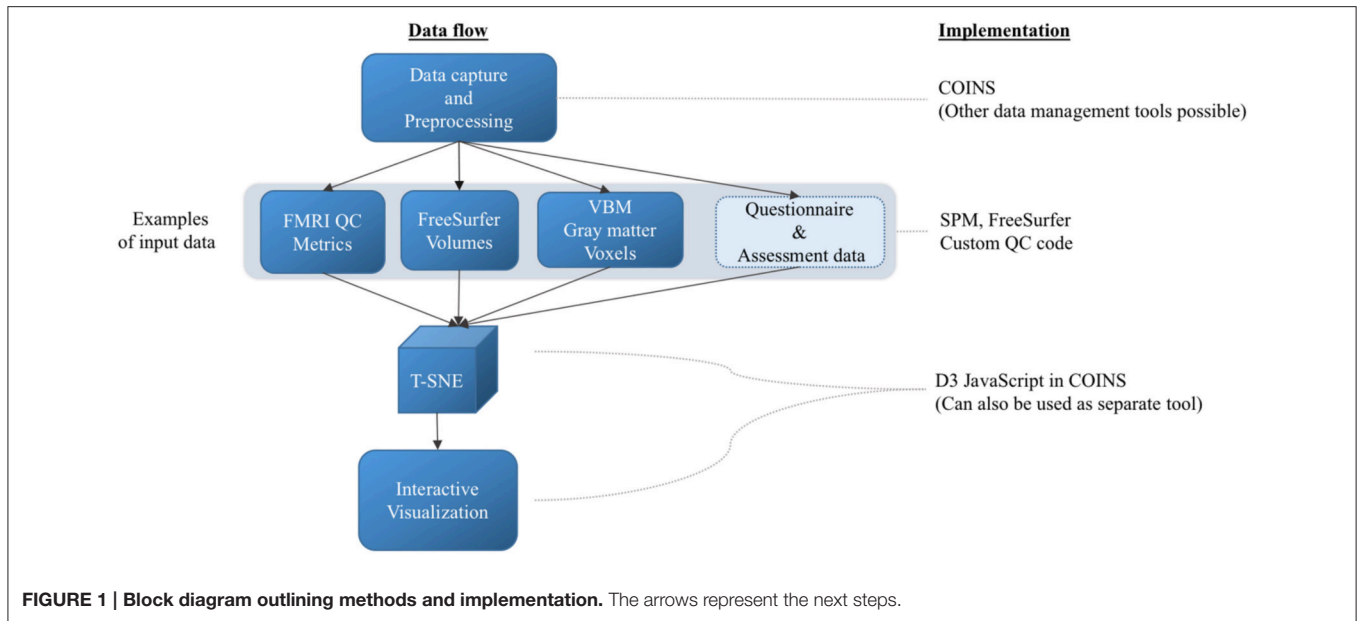 Data flow
Implementation
Data capture
and
Preprocessing
COINS
(Other data management tools possible)
Examples
of input data
FMRI QC
Metrics
FreeSurfer
Volumes
VBM
Gray matter
Voxels
Questionnaire
&
Assessment data
SPM, FreeSurfer
Custom QC code
T-SNE
D3 JavaScript in COINS
(Can also be used as separate tool)
Interactive
Visualization
FIGURE 1 | Block diagram outlining methods and implementation. The arrows represent the next steps.